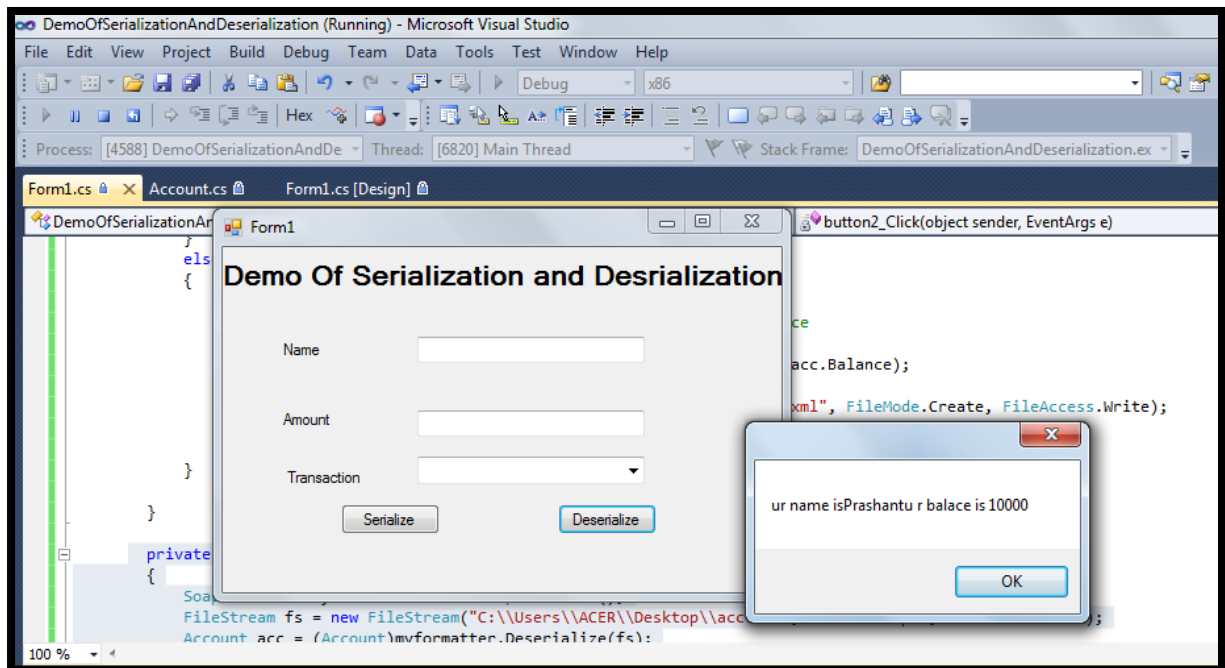 DemoOfSerializationAndDeserialization (Running) - Microsoft Visual Studio
File Edit View Project Build Debug Team Data Tools Test Window Help
Debug x86
Hex
Process: [4588] DemoOfSerializationAndDe Thread: [6820] Main Thread Stack Frame: DemoOfSerializationAndDeserialization.ex
Form1.cs Account.cs Form1.cs [Design]
DemoOfSerializationAr button2_Click(object sender, EventArgs e)
Form1
Demo Of Serialization and Desrialization
Name
Amount
Transaction
Serialize Deserialize
}
els
{
ce
acc.Balance);
xml", FileMode.Create, FileAccess.Write);
}
}
private
{
Soap
FileStream fs = new FileStream("C:\\Users\\ACER\\Desktop\\acc
Account acc = (Account)myformatter.Deserialize(fs);
ur name isPrashantu r balace is 10000
OK
100 %